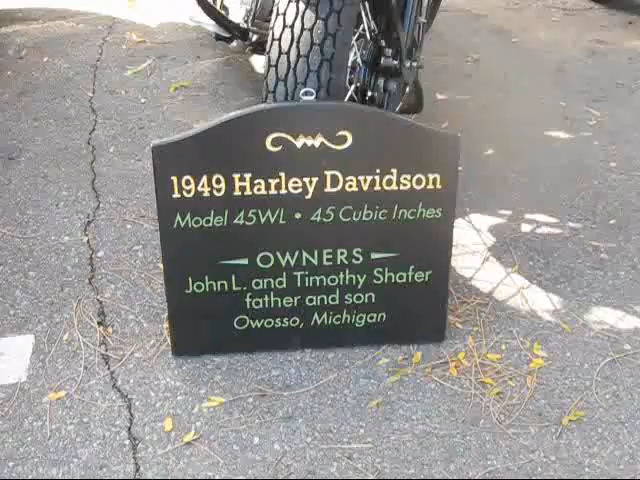 1949 Harley Davidson
Model 45WL • 45 Cubic Inches
OWNERS
John L. and Timothy Shafer
father and son
Owosso, Michigan